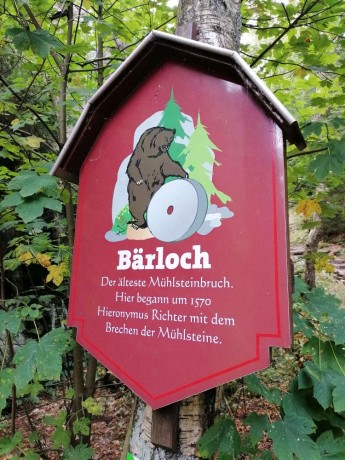 Bärloch
Der älteste Mühlsteinbruch.
Hier begann um 1570
Hieronymus Richter mit dem
Brechen der Mühlsteine.